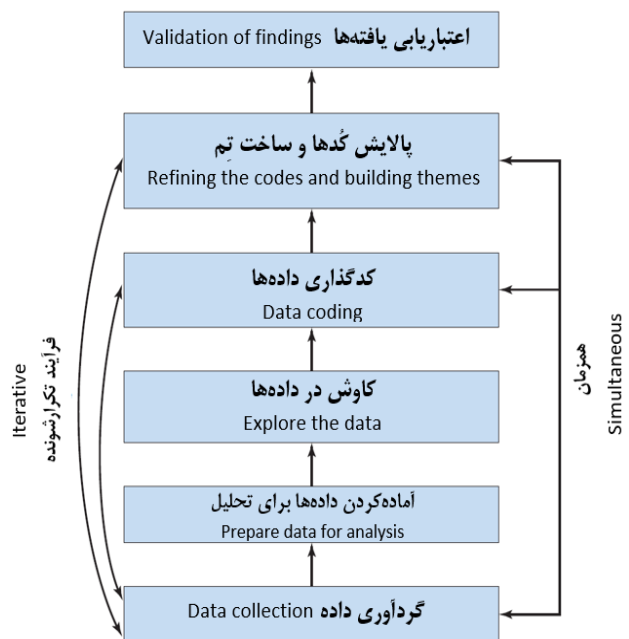 اعتباریابی یافته‌ها Validation of findings
پالایش کُدها و ساخت تِم
Refining the codes and building themes
کدگذاری داده‌ها
Data coding
کاوش در داده‌ها
Explore the data
آماده‌کردن داده‌ها برای تحلیل
Prepare data for analysis
گردآوری داده Data collection
Iterative
فرآیند تکرارشونده
همزمان
Simultaneous